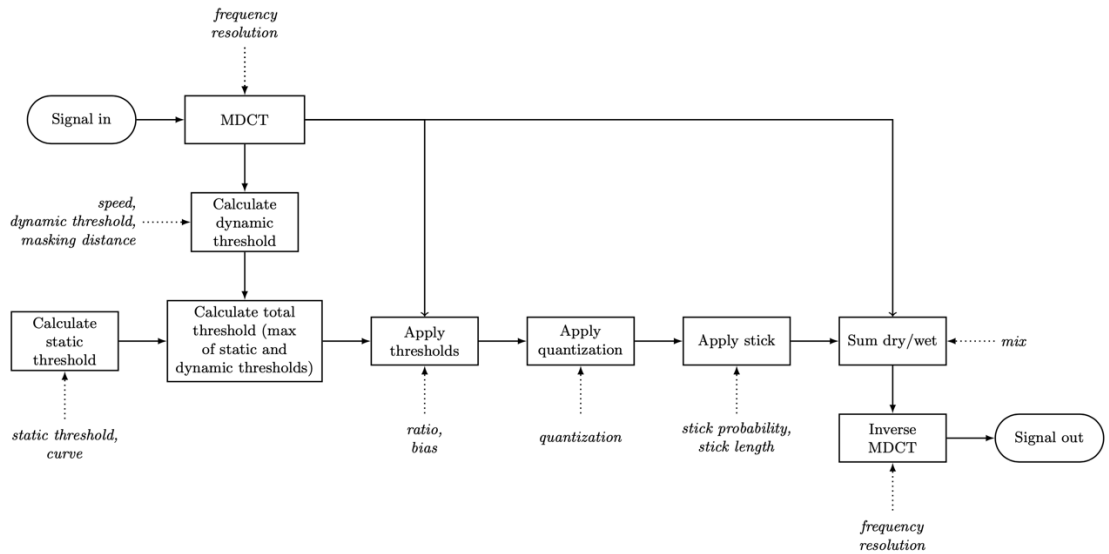 frequency
resolution
Signal in
MDCT
speed,
dynamic threshold,
masking distance
Calculate
dynamic
threshold
Calculate
static
threshold
Calculate total
threshold (max
of static and
dynamic thresholds)
Apply
thresholds
Apply
quantization
Apply stick
Sum dry/wet
mix
static threshold,
curve
ratio,
bias
quantization
stick probability,
stick length
Inverse
MDCT
Signal out
frequency
resolution